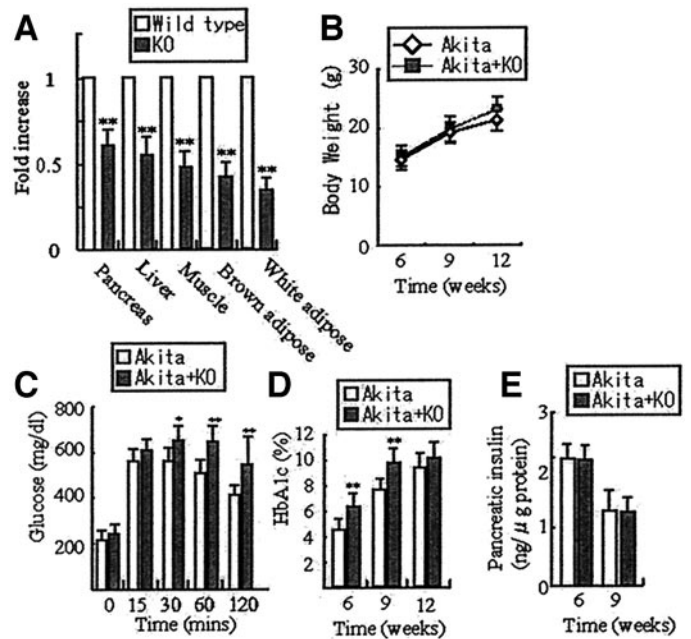 A
Wild type
KO
Fold increase
1
0.5
0
**
**
**
**
**
Pancreas
Liver
Muscle
Brown adipose
White adipose
B
Akita
Akita+KO
Body Weight (g)
30
20
10
0
6
9
12
Time (weeks)
C
Akita
Akita+KO
Glucose (mg/dl)
800
600
400
200
*
**
**
0
15
30
60
120
Time (mins)
D
Akita
Akita+KO
HbA1c (%)
12
10
8
6
4
2
**
**
6
9
12
Time (weeks)
E
Akita
Akita+KO
Pancreatic insulin
(ng/μg protein)
3
2
1
0
6
9
Time (weeks)